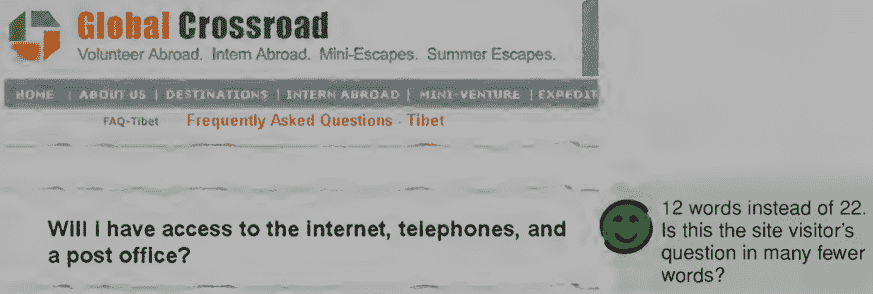 Global Crossroad
Volunteer Abroad. Intern Abroad. Mini-Escapes. Summer Escapes.
HOME | ABOUT US | DESTINATIONS | INTERN ABROAD | MINI-VENTURE | EXPEDIT
FAQ-Tibet Frequently Asked Questions - Tibet
Will I have access to the internet, telephones, and
a post office?
12 words instead of 22.
Is this the site visitor's
question in many fewer
words?